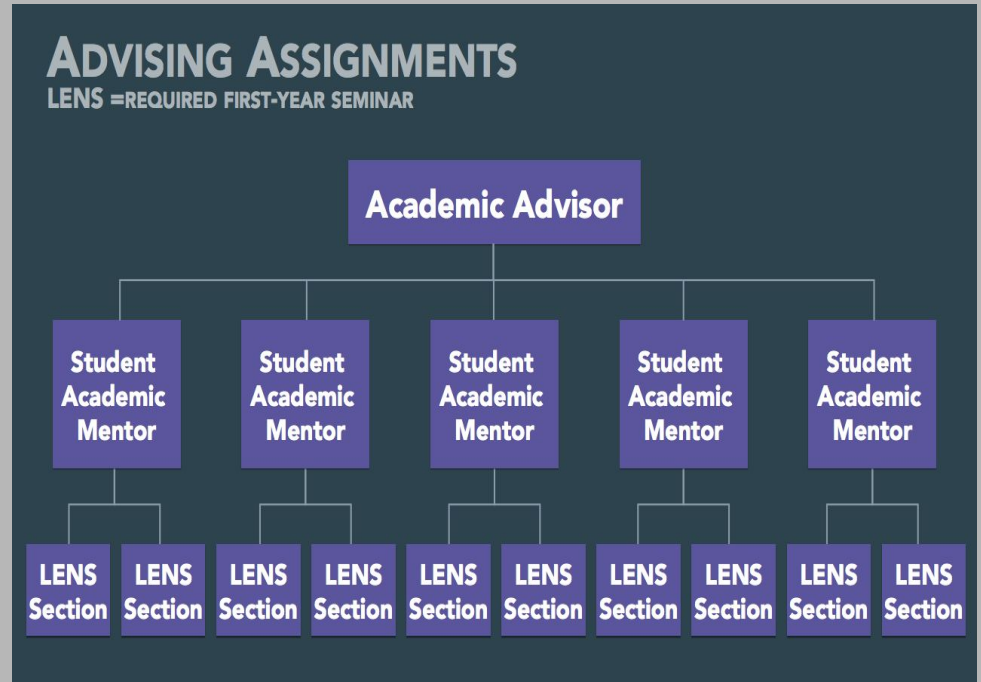 ADVISING ASSIGNMENTS
LENS =REQUIRED FIRST-YEAR SEMINAR
Academic Advisor
Student
Academic
Mentor
Student
Academic
Mentor
Student
Academic
Mentor
Student
Academic
Mentor
Student
Academic
Mentor
LENS
Section
LENS
Section
LENS
Section
LENS
Section
LENS
Section
LENS
Section
LENS
Section
LENS
Section
LENS
Section
LENS
Section